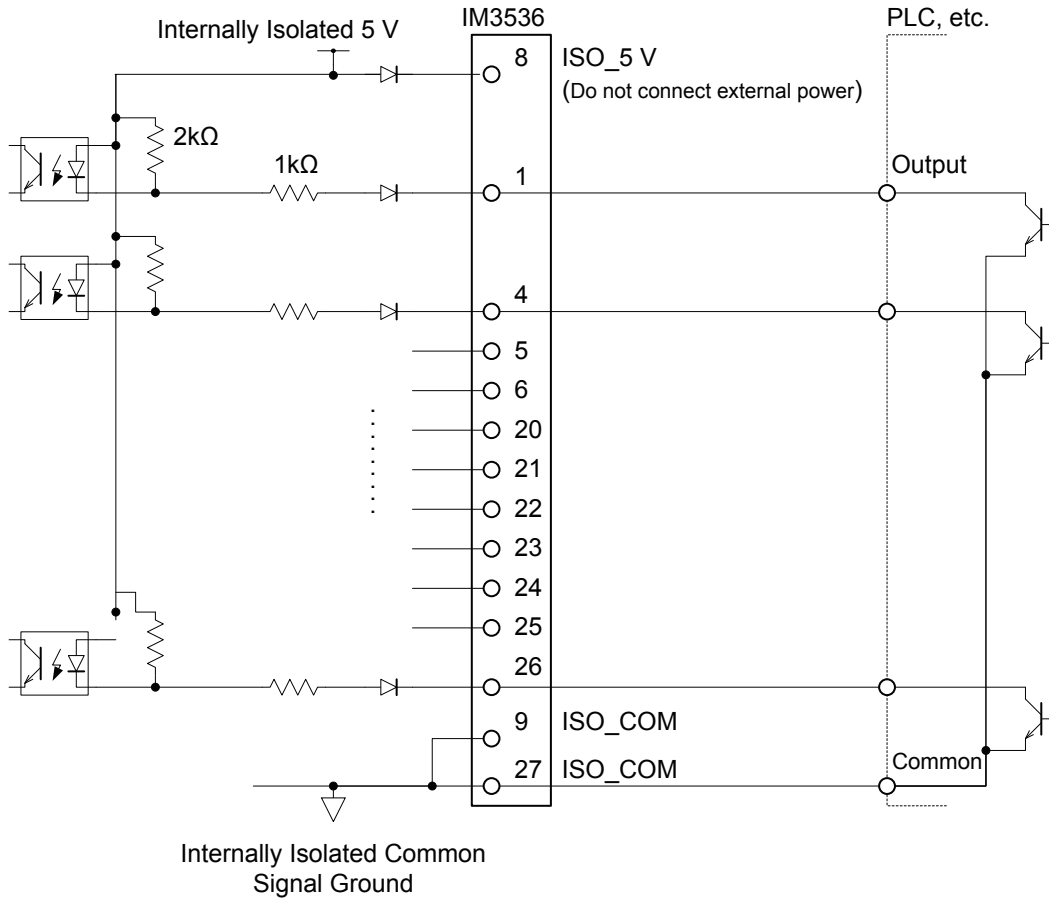 IM3536
PLC, etc.
Internally Isolated 5 V
8
ISO_5 V
(Do not connect external power)
2kΩ
1kΩ
1
Output
4
5
6
20
21
22
23
24
25
26
9
ISO_COM
27
ISO_COM
Common
Internally Isolated Common
Signal Ground